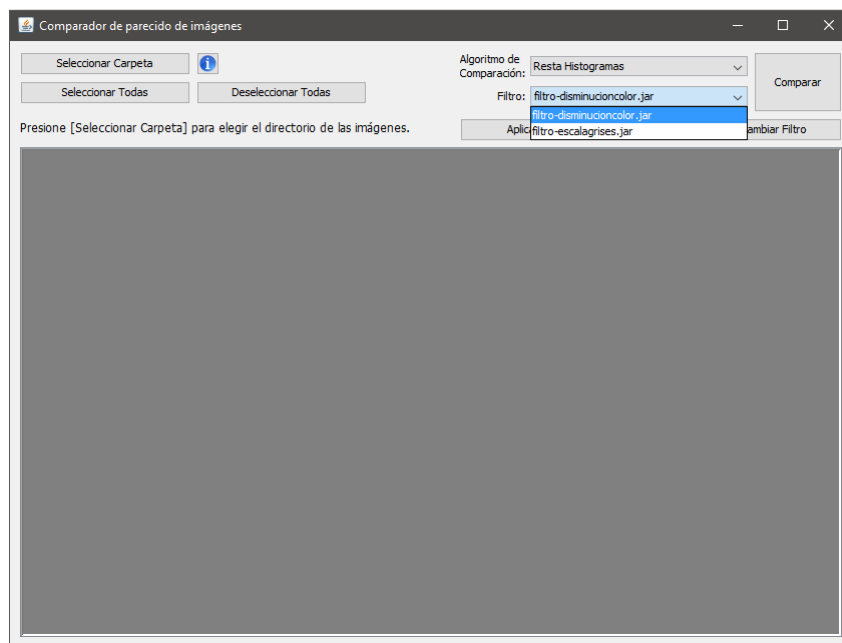 Comparador de parecido de imágenes
Seleccionar Carpeta
Seleccionar Todas
Deseleccionar Todas
Presione [Seleccionar Carpeta] para elegir el directorio de las imágenes.
Algoritmo de
Comparación:
Resta Histogramas
Filtro:
filtro-disminucioncolor.jar
filtro-disminucioncolor.jar
filtro-escalagrises.jar
Comparar
Filtro